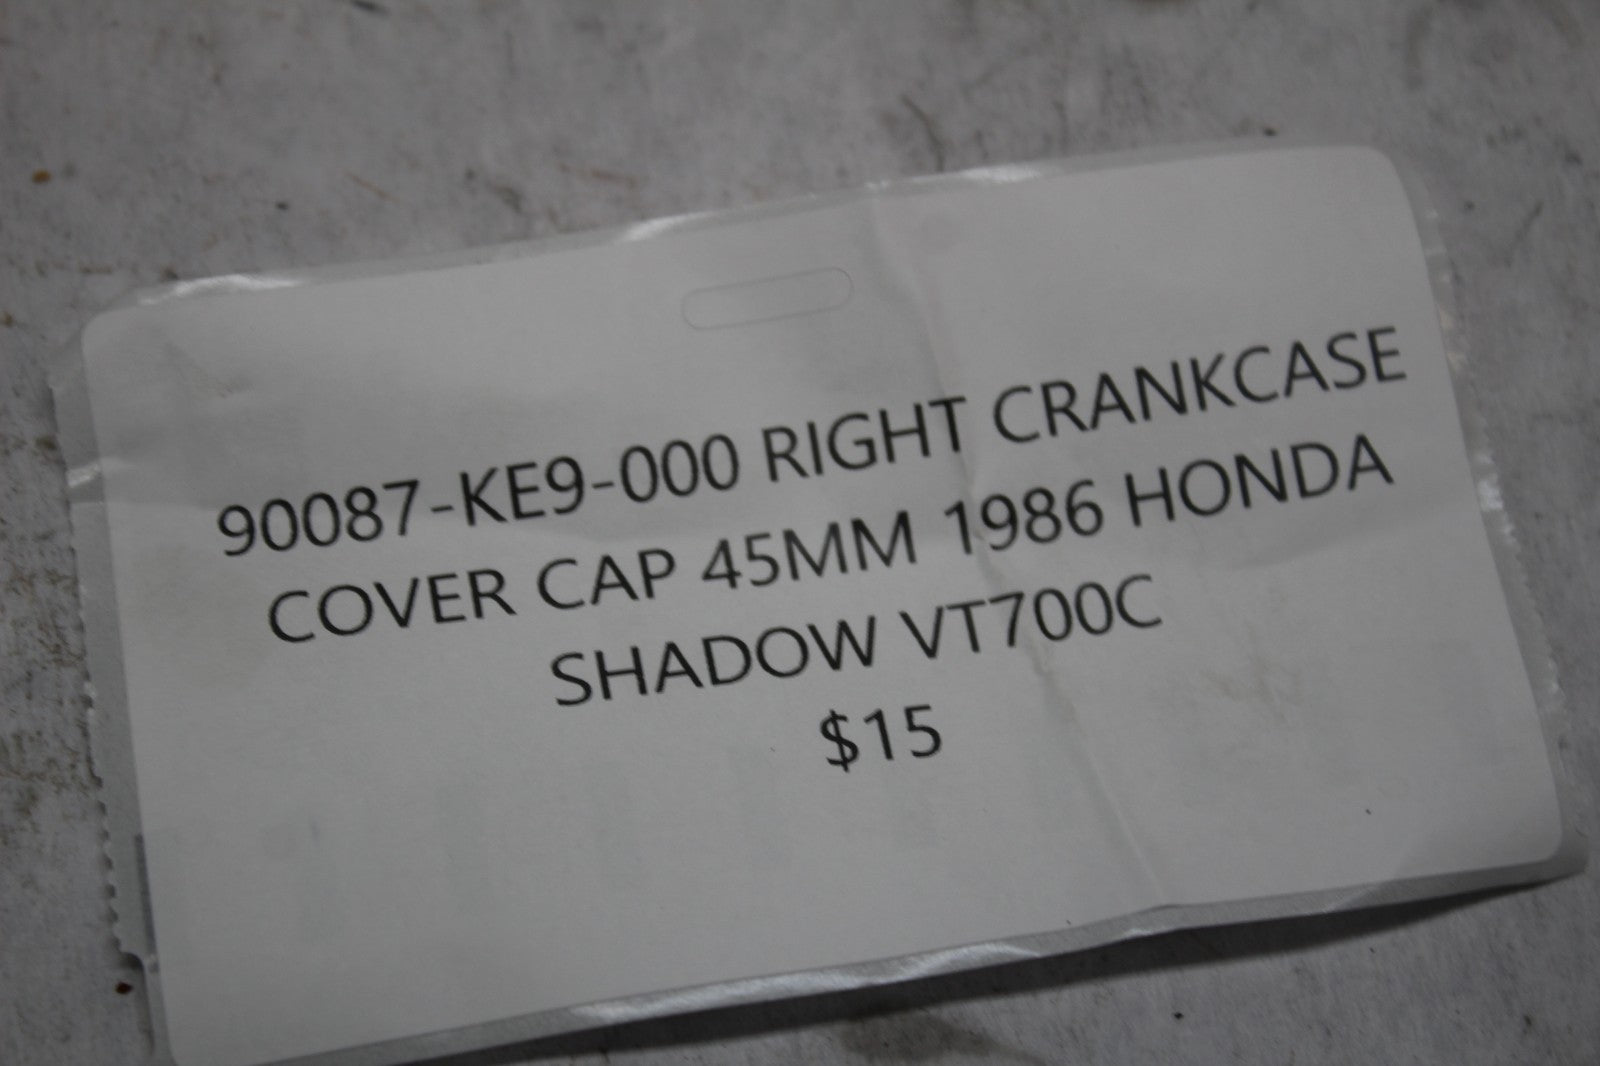 90087-KE9-000 RIGHT CRANKCASE
COVER CAP 45MM 1986 HONDA
SHADOW VT700C
$15